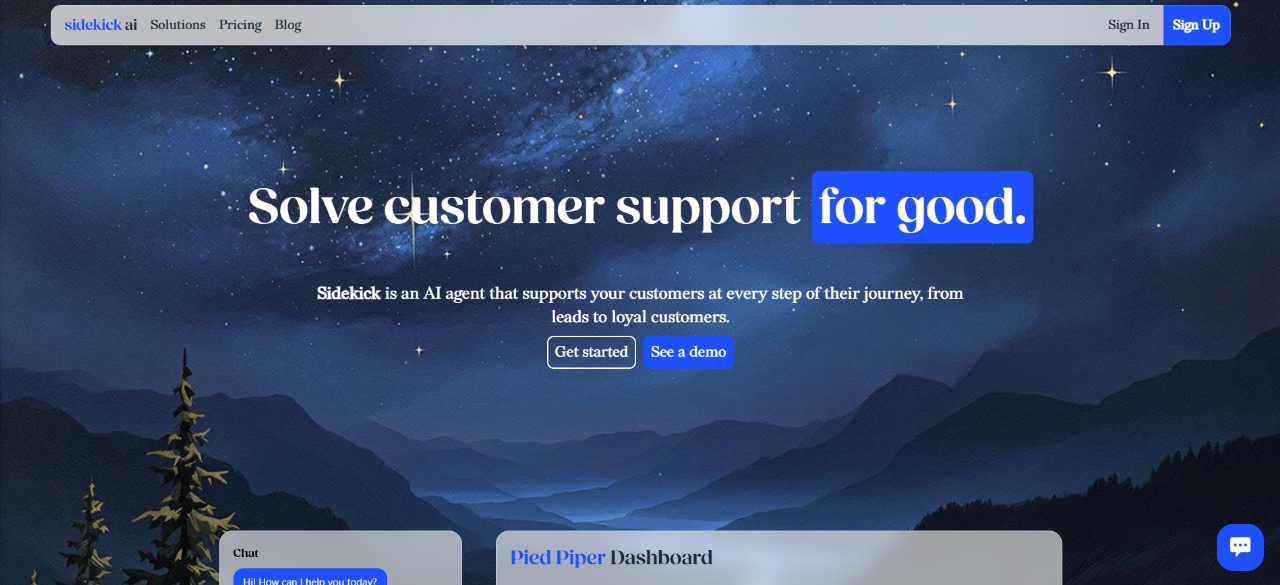 sidekick ai Solutions Pricing Blog Sign In Sign Up
Solve customer support for good.
Sidekick is an AI agent that supports your customers at every step of their journey, from
leads to loyal customers.
Get started See a demo
Chat
Pied Piper Dashboard
Hi! How can I help you today?